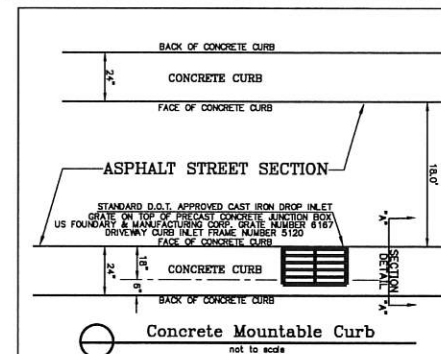 BACK OF CONCRETE CURB
24"
CONCRETE CURB
FACE OF CONCRETE CURB
18.0'
ASPHALT STREET SECTION
STANDARD D.O.T. APPROVED CAST IRON DROP INLET
GRATE ON TOP OF PRECAST CONCRETE JUNCTION BOX
US FOUNDARY & MANUFACTURING CORP. GRATE NUMBER 6167
DRIVEWAY CURB INLET FRAME NUMBER 5120
FACE OF CONCRETE CURB
"A"
24"
18"
6"
CONCRETE CURB
SECTION
DETAIL
"A"
BACK OF CONCRETE CURB
Concrete Mountable Curb
not to scale